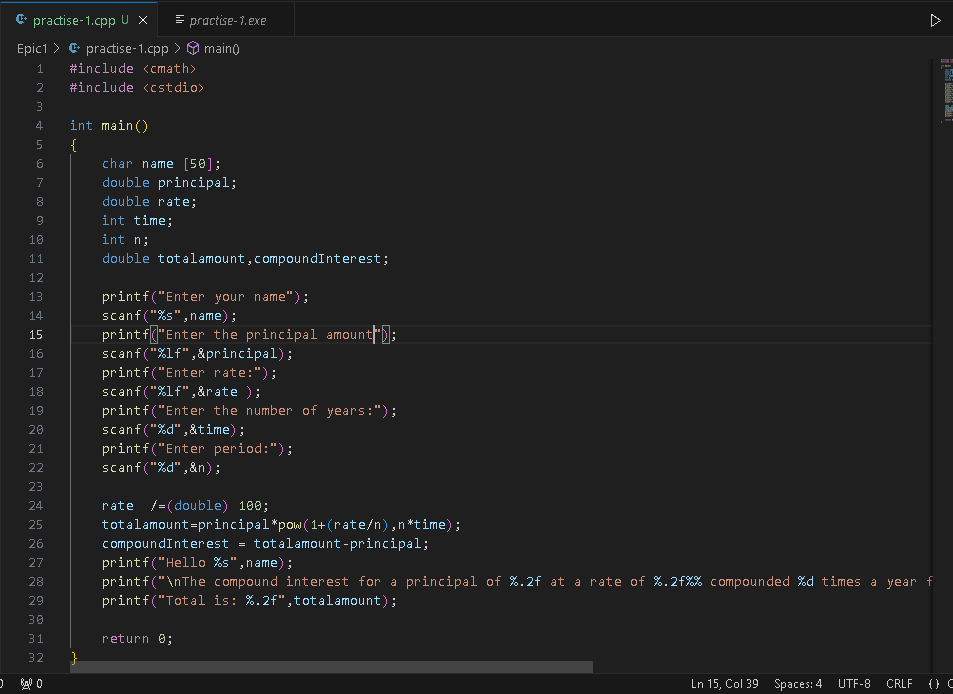 practise-1.cpp U practise-1.exe
Epic1 > practise-1.cpp > main()
1 #include <cmath>
2 #include <cstdio>
3
4 int main()
5 {
6 char name [50];
7 double principal;
8 double rate;
9 int time;
10 int n;
11 double totalamount,compoundInterest;
12
13 printf("Enter your name");
14 scanf("%s",name);
15 printf("Enter the principal amount");
16 scanf("%lf",&principal);
17 printf("Enter rate:");
18 scanf("%lf",&rate );
19 printf("Enter the number of years:");
20 scanf("%d",&time);
21 printf("Enter period:");
22 scanf("%d",&n);
23
24 rate  /=(double) 100;
25 totalamount=principal*pow(1+(rate/n),n*time);
26 compoundInterest = totalamount-principal;
27 printf("Hello %s",name);
28 printf("\nThe compound interest for a principal of %.2f at a rate of %.2f%% compounded %d times a year f
29 printf("Total is: %.2f",totalamount);
30
31 return 0;
32 }
0 Ln 15, Col 39 Spaces: 4 UTF-8 CRLF {}